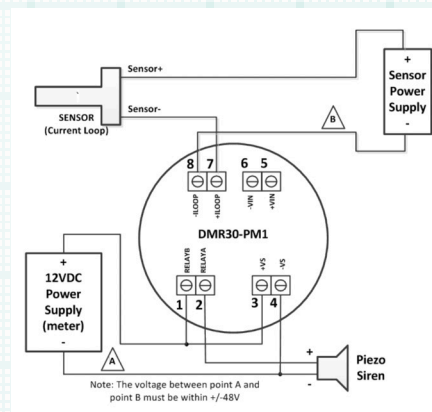 Sensor+
+
Sensor
Power
Supply
-
Sensor-
SENSOR
(Current Loop)
B
8 7 6 5
-ILOOP +ILOOP -VIN +VIN
DMR30-PM1
RELAYB RELAYA +VS -VS
1 2 3 4
+
12VDC
Power
Supply
(meter)
-
A
+
Piezo
Siren
-
Note: The voltage between point A and
point B must be within +/-48V